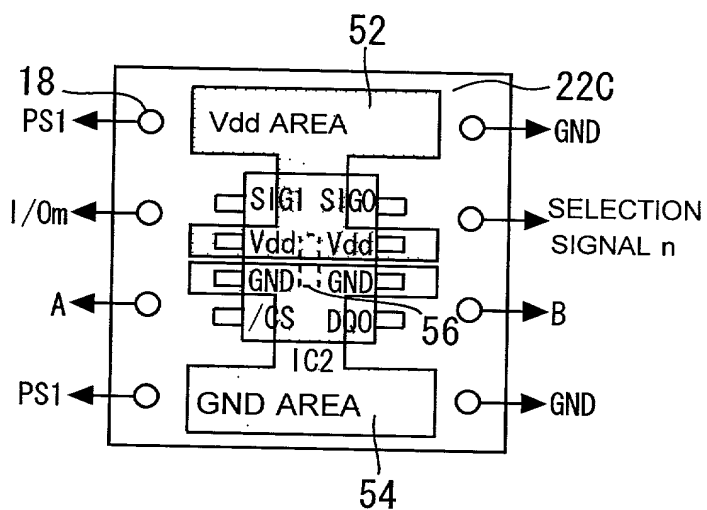 52
18
22C
PS1
Vdd AREA
GND
I/Om
SIG1
SIG0
SELECTION
SIGNAL n
Vdd
Vdd
GND
GND
A
/CS
DQ0
56
B
IC2
PS1
GND AREA
GND
54